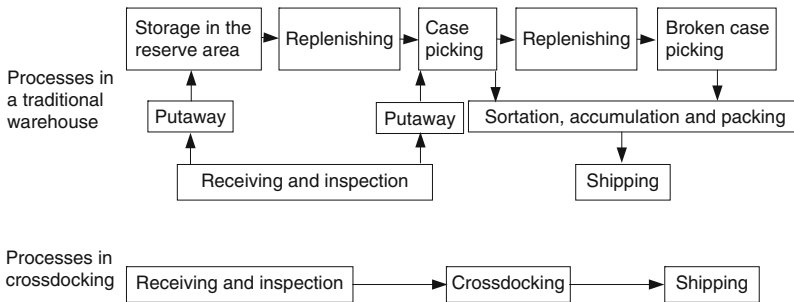 Processes in
a traditional
warehouse
Storage in the
reserve area
Replenishing
Case
picking
Replenishing
Broken case
picking
Putaway
Putaway
Sortation, accumulation and packing
Receiving and inspection
Shipping
Processes in
crossdocking
Receiving and inspection
Crossdocking
Shipping